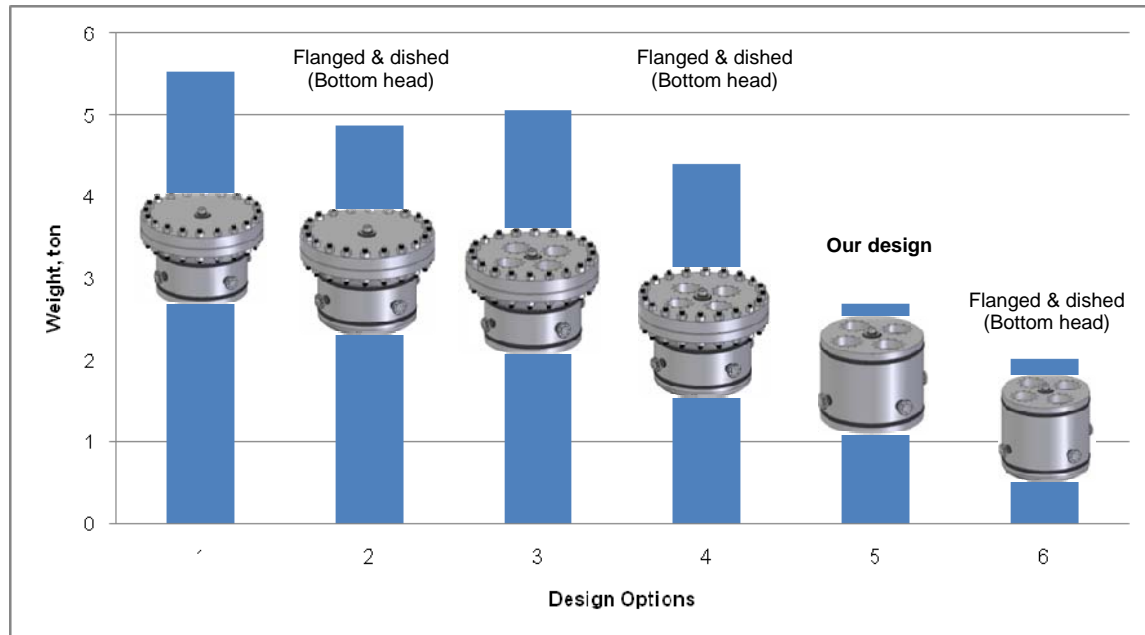 6
Flanged & dished
(Bottom head)
Flanged & dished
(Bottom head)
5
4
Our design
3
Flanged & dished
(Bottom head)
2
1
0
Weight, ton
2
3
4
5
6
Design Options